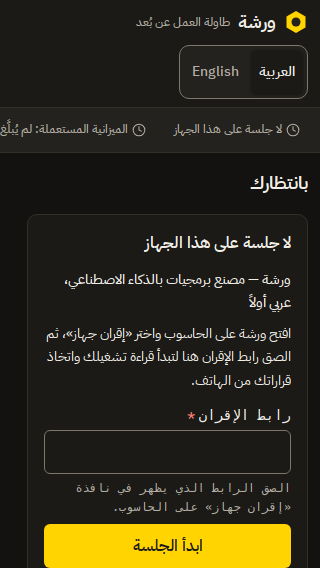 ورشة طاولة العمل عن بُعد
العربية English
لا جلسة على هذا الجهاز الميزانية المستعملة: لم يُبلَّغ
بانتظارك
لا جلسة على هذا الجهاز
ورشة — مصنع برمجيات بالذكاء الاصطناعي،
عربي أولاً
افتح ورشة على الحاسوب واختر «إقران جهاز»، ثم
الصق رابط الإقران هنا لتبدأ قراءة تشغيلك واتخاذ
قراراتك من الهاتف.
رابط الإقران *
الصق الرابط الذي يظهر في نافذة
«إقران جهاز» على الحاسوب.
ابدأ الجلسة